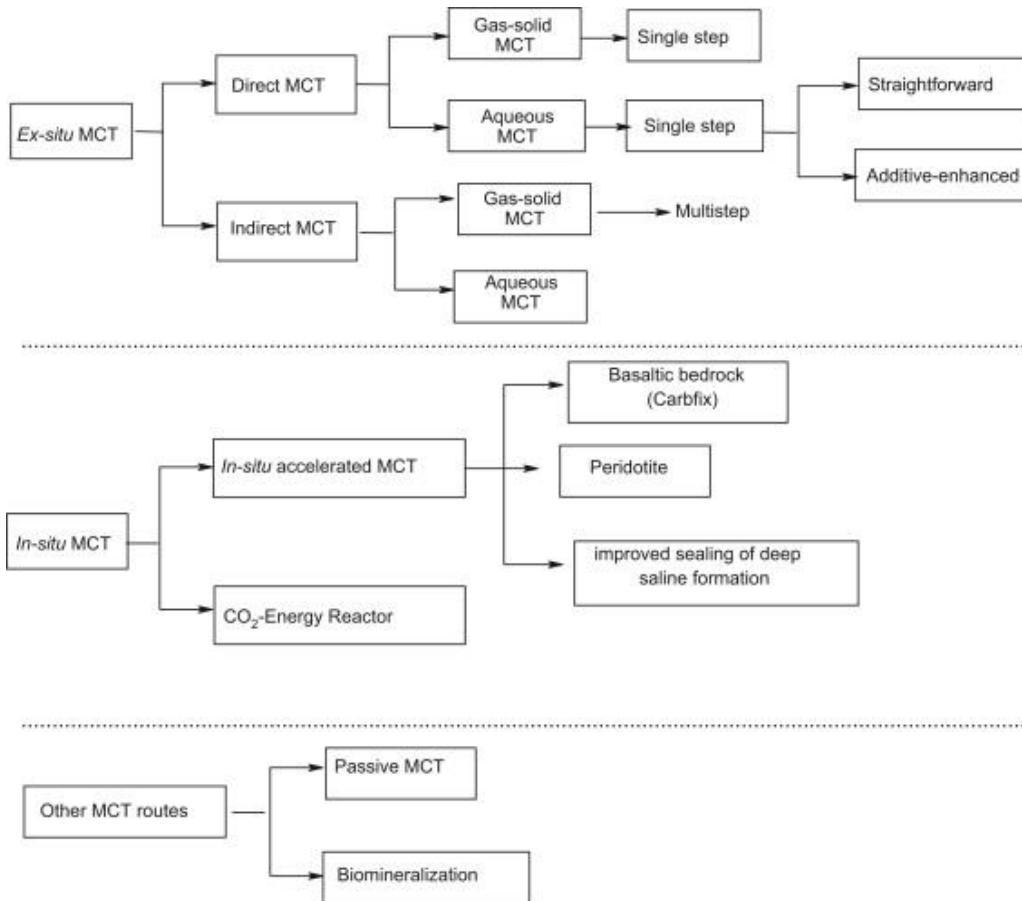 Gas-solid
MCT
Single step
Direct MCT
Straightforward
Ex-situ MCT
Aqueous
MCT
Single step
Additive-enhanced
Gas-solid
MCT
Multistep
Indirect MCT
Aqueous
MCT
Basaltic bedrock
(Carbfix)
In-situ accelerated MCT
Peridotite
In-situ MCT
improved sealing of deep
saline formation
CO₂-Energy Reactor
Passive MCT
Other MCT routes
Biomineralization